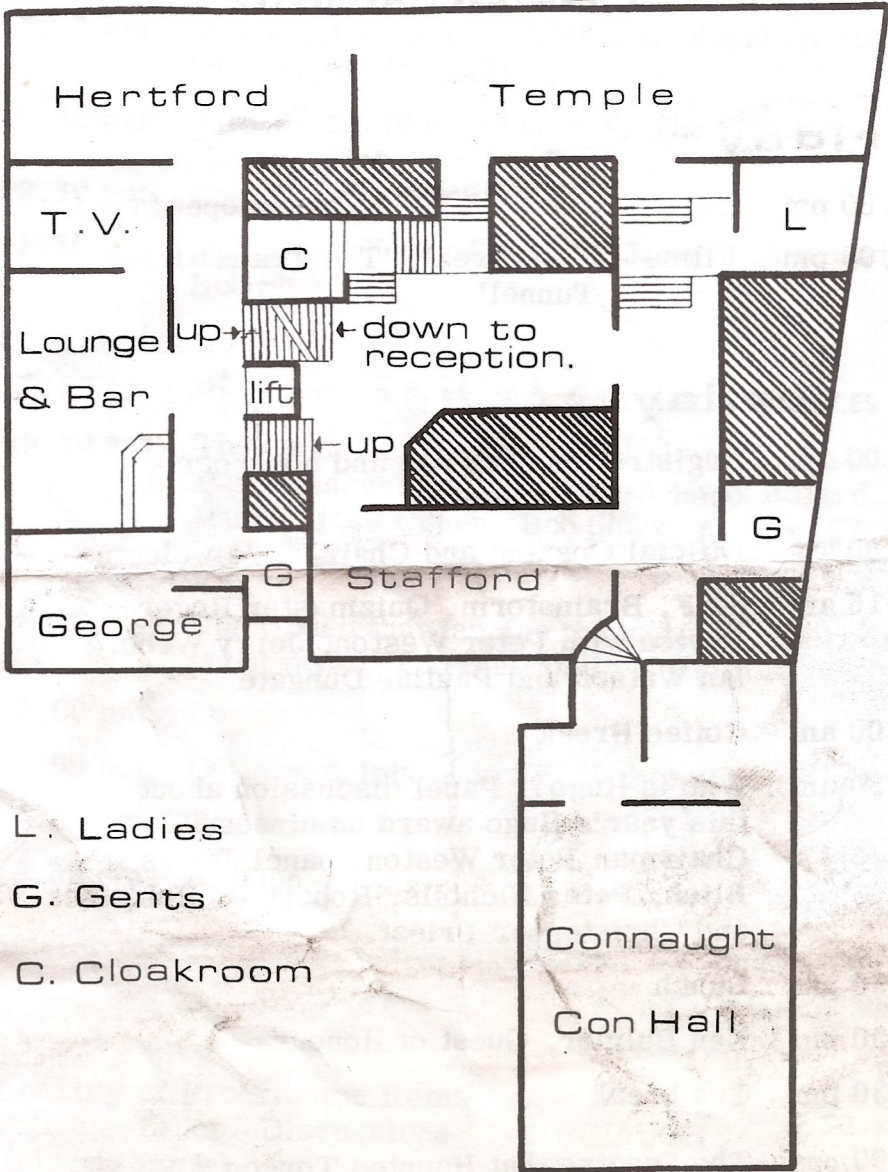 Hertford
Temple
T.V.
L
C
Lounge
& Bar
up
down to
reception.
lift
up
G
G
Stafford
George
L. Ladies
G. Gents
C. Cloakroom
Connaught
Con Hall